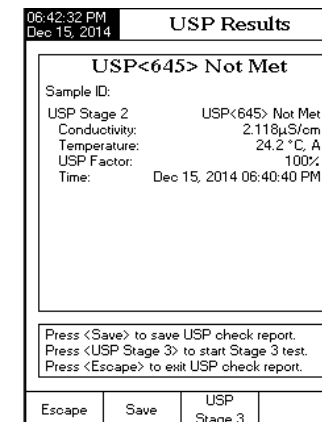 06:42:32 PM
Dec 15, 2014
USP Results
USP<645> Not Met
Sample ID:
USP Stage 2 USP<645> Not Met
Conductivity: 2.118µS/cm
Temperature: 24.2 °C, A
USP Factor: 100%
Time: Dec 15, 2014 06:40:40 PM
Press <Save> to save USP check report.
Press <USP Stage 3> to start Stage 3 test.
Press <Escape> to exit USP check report.
Escape Save USP
Stage 3